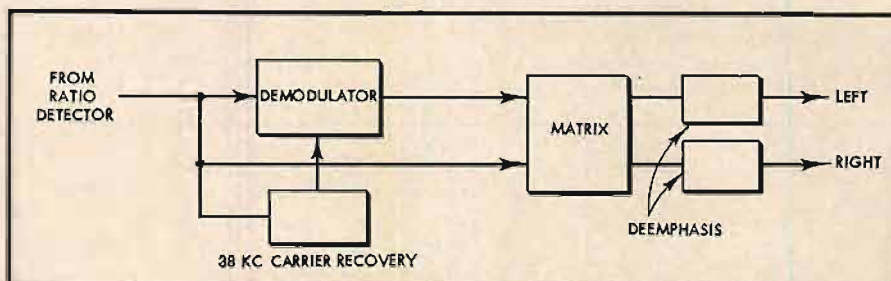 FROM
RATIO
DETECTOR
DEMODULATOR
38 KC CARRIER RECOVERY
MATRIX
DEEMPHASIS
LEFT
RIGHT